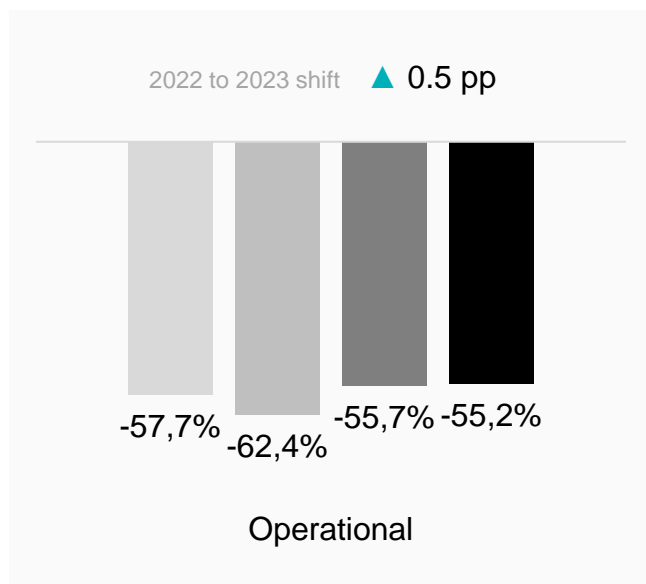 2022 to 2023 shift ▲ 0.5 pp
-57,7% -62,4% -55,7% -55,2%
Operational